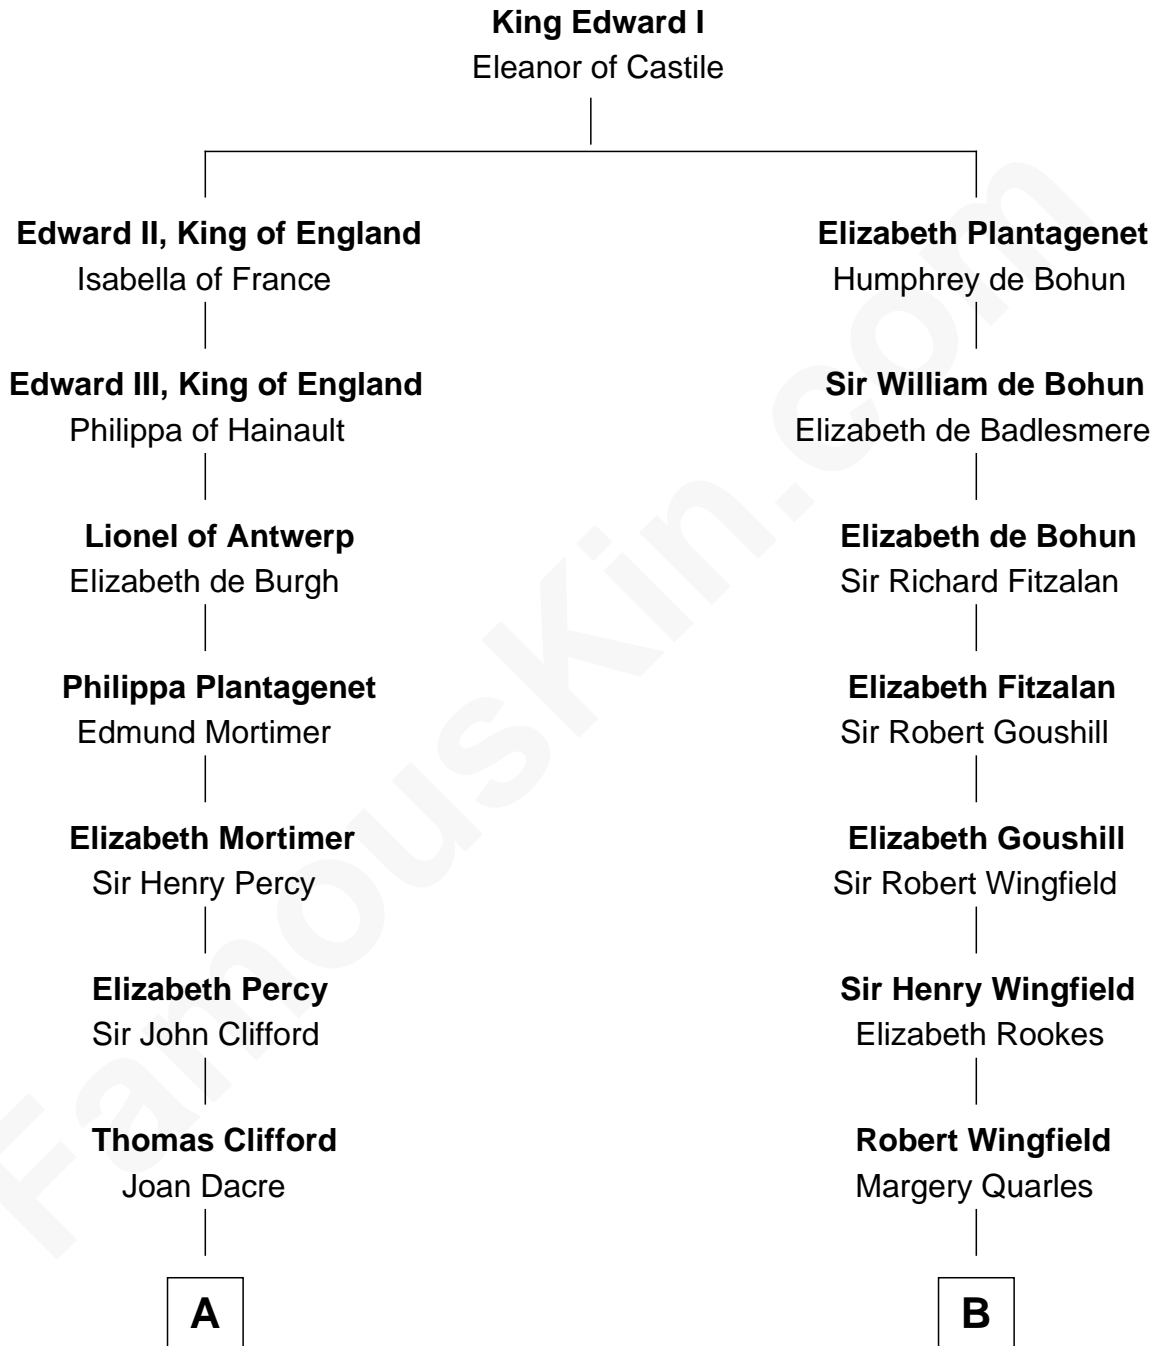 King Edward I
Eleanor of Castile
Edward II, King of England
Isabella of France
Elizabeth Plantagenet
Humphrey de Bohun
Edward III, King of England
Philippa of Hainault
Sir William de Bohun
Elizabeth de Badlesmere
Lionel of Antwerp
Elizabeth de Burgh
Elizabeth de Bohun
Sir Richard Fitzalan
Philippa Plantagenet
Edmund Mortimer
Elizabeth Fitzalan
Sir Robert Goushill
Elizabeth Mortimer
Sir Henry Percy
Elizabeth Goushill
Sir Robert Wingfield
Elizabeth Percy
Sir John Clifford
Sir Henry Wingfield
Elizabeth Rookes
Thomas Clifford
Joan Dacre
Robert Wingfield
Margery Quarles
A
B
FamousKin.com